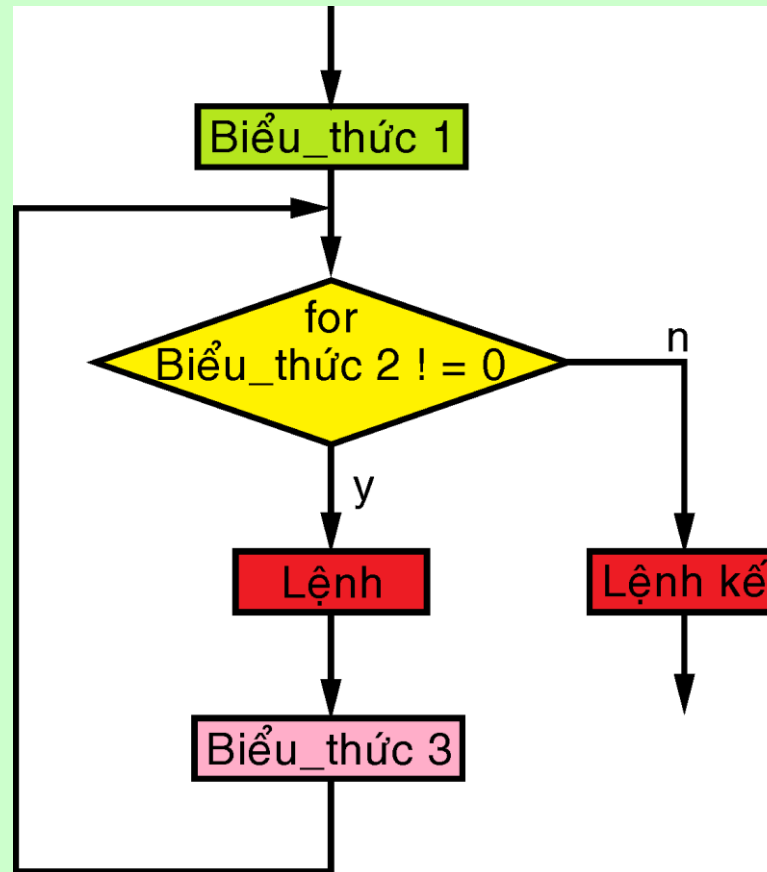 Biểu_thức 1
for
Biểu_thức 2 ! = 0
n
y
Lệnh
Lệnh kế
Biểu_thức 3